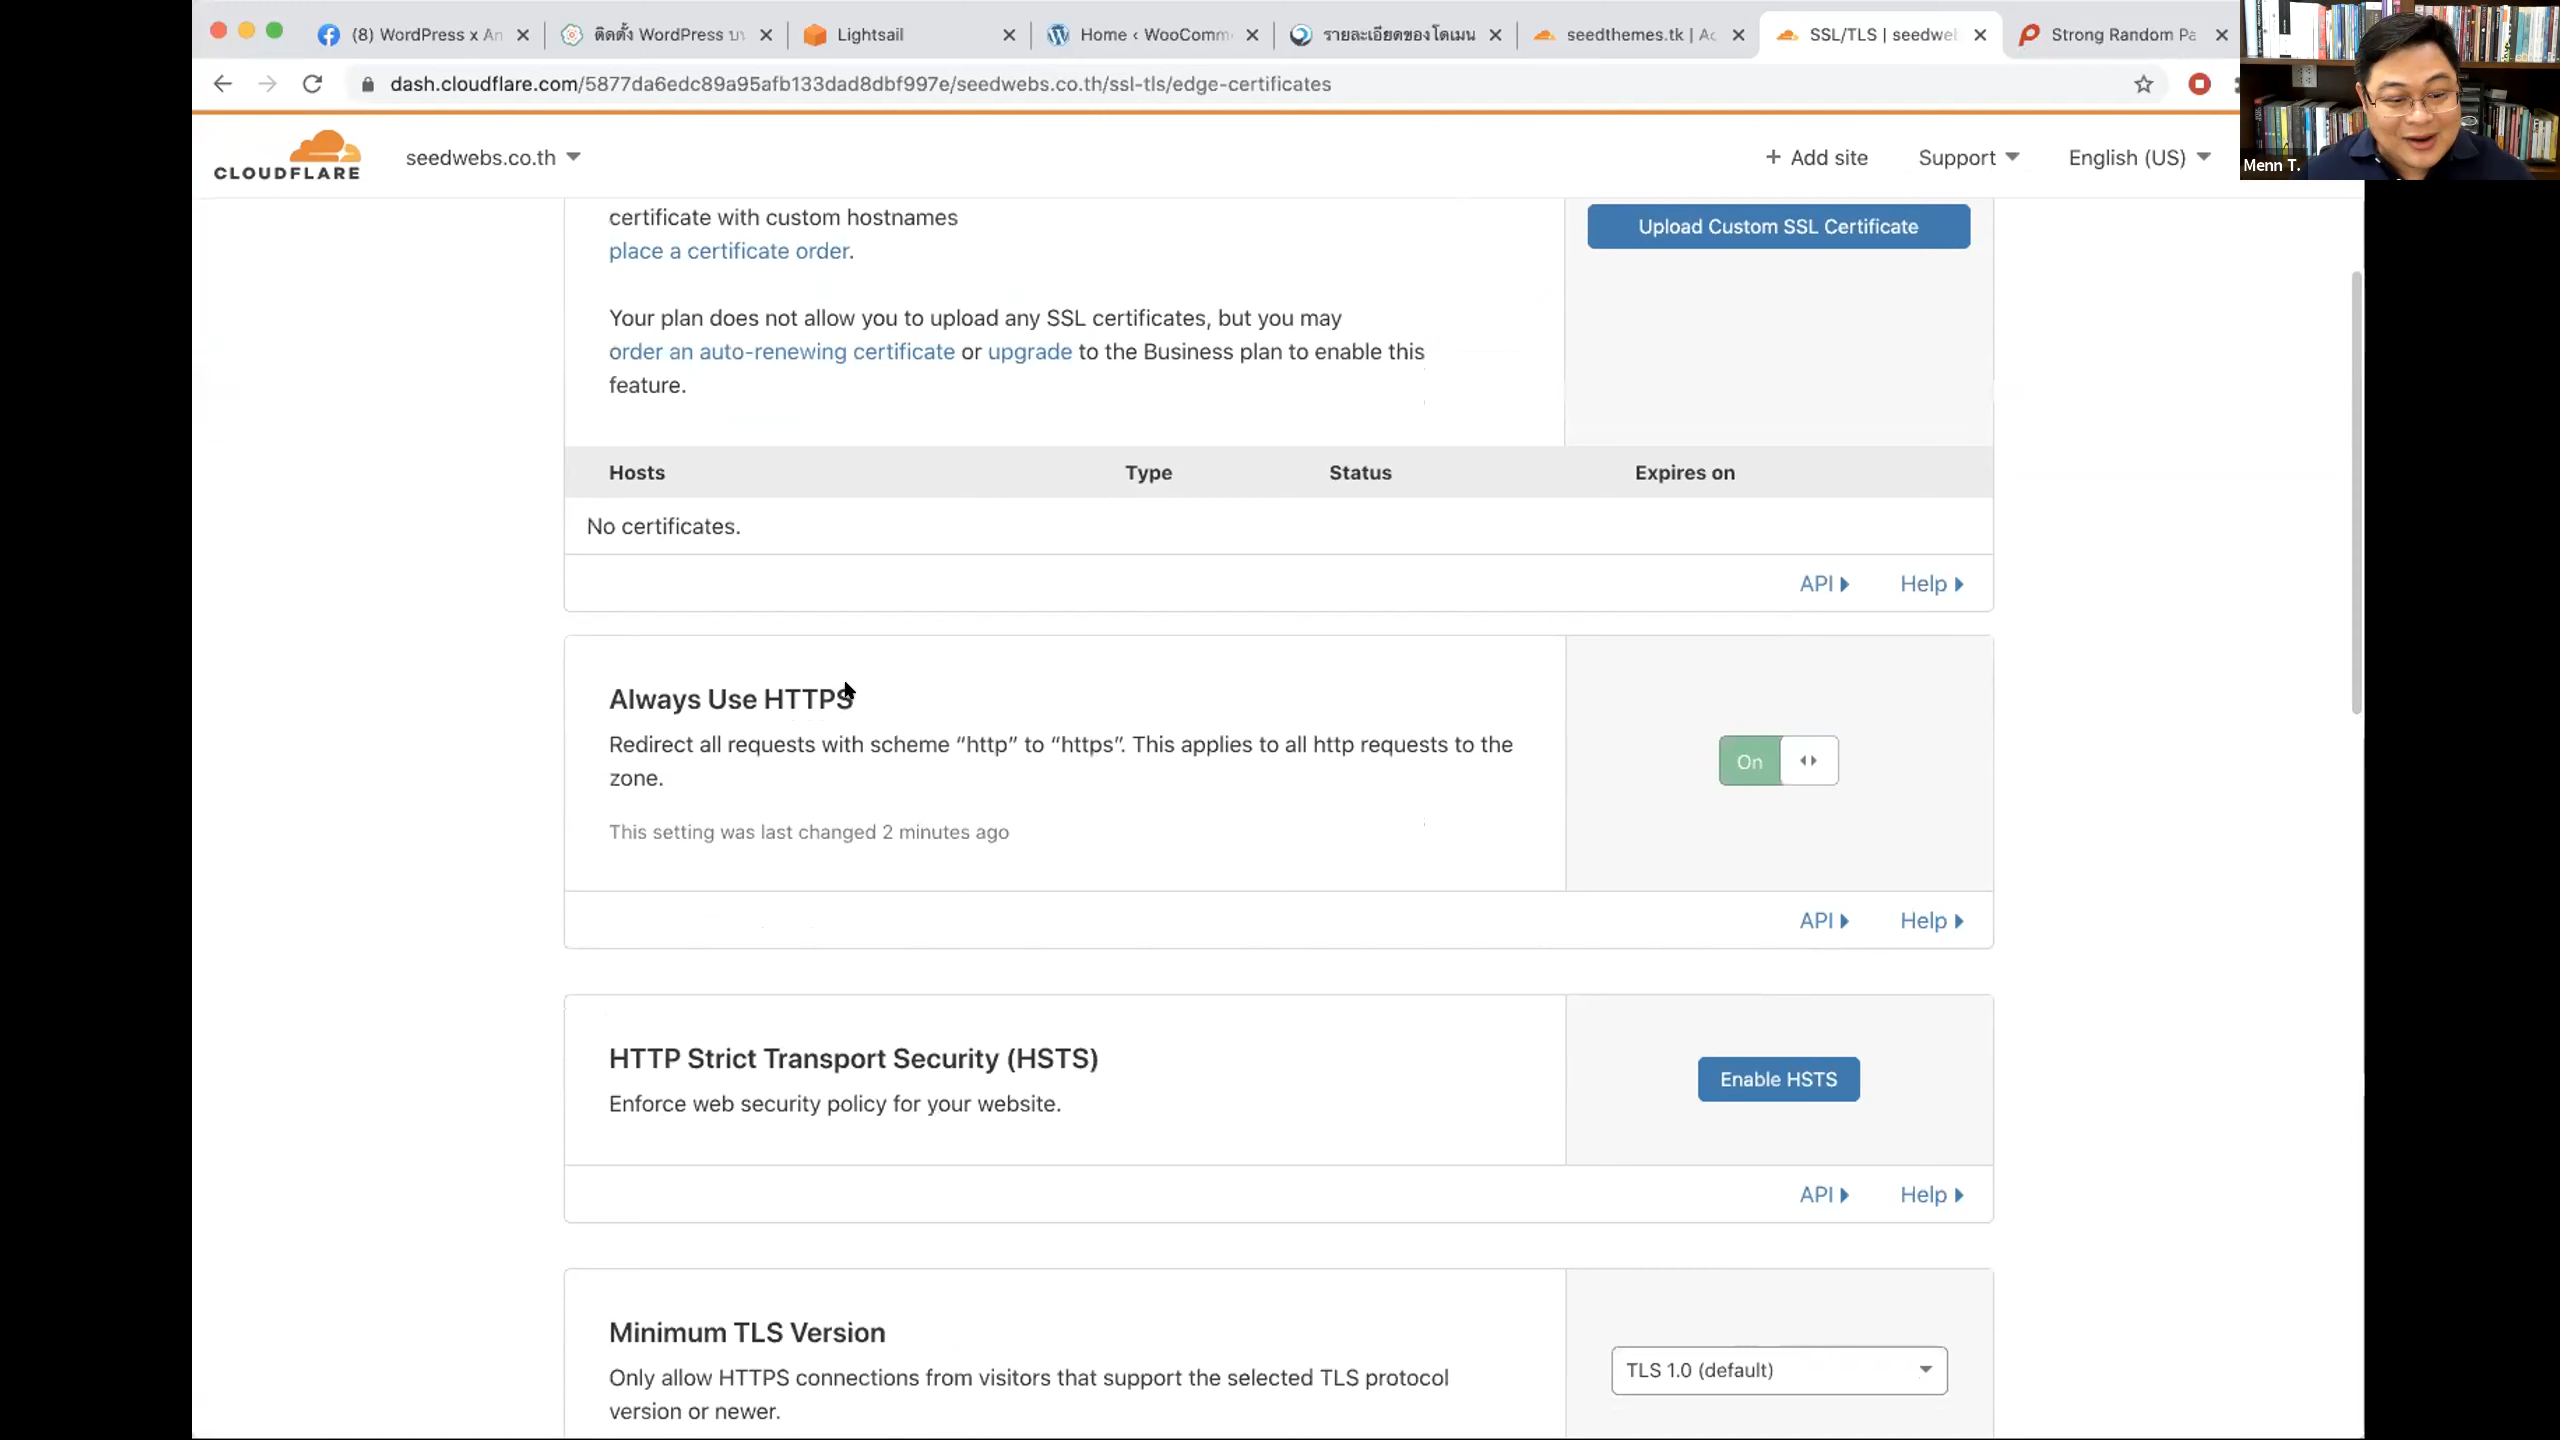 (8) WordPress x An
ติดตั้ง WordPress บน
Lightsail
Home ‹ WooComme
รายละเอียดของโดเมน
seedthemes.tk | Ac
SSL/TLS | seedweb
Strong Random Pa
dash.cloudflare.com/5877da6edc89a95afb133dad8dbf997e/seedwebs.co.th/ssl-tls/edge-certificates
Menn T.
CLOUDFLARE
seedwebs.co.th
+ Add site
Support
English (US)
certificate with custom hostnames
place a certificate order.
Upload Custom SSL Certificate
Your plan does not allow you to upload any SSL certificates, but you may
order an auto-renewing certificate or upgrade to the Business plan to enable this
feature.
Hosts Type Status Expires on
No certificates.
API Help
Always Use HTTPS
Redirect all requests with scheme “http” to “https”. This applies to all http requests to the
zone.
On
This setting was last changed 2 minutes ago
API Help
HTTP Strict Transport Security (HSTS)
Enforce web security policy for your website.
Enable HSTS
API Help
Minimum TLS Version
Only allow HTTPS connections from visitors that support the selected TLS protocol
version or newer.
TLS 1.0 (default)